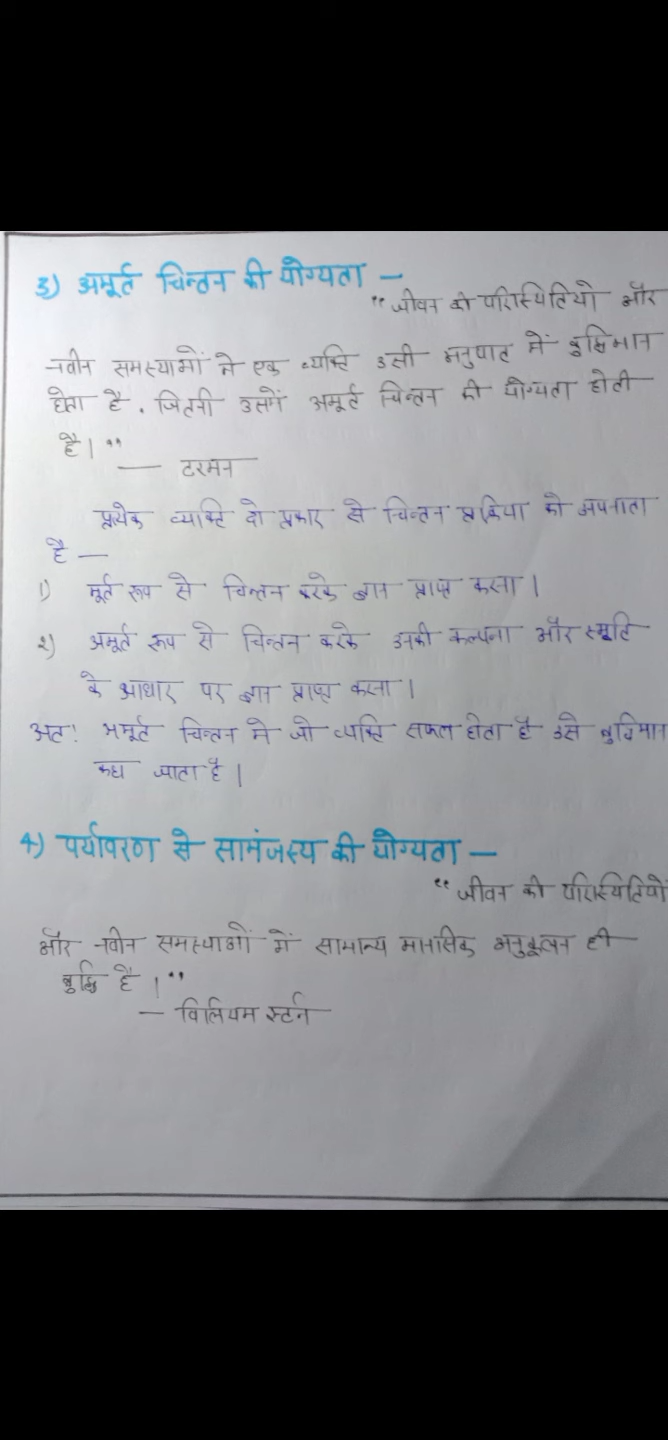 3) अमूर्त चिन्तन की योग्यता —
"जीवन की परिस्थितियो और
नवीन समस्याओं ने एक व्यक्ति उसी अनुपात में बुद्धिमान
होता है, जितनी उसमें अमूर्त चिन्तन की योग्यता होती
है।"
— टरमन
प्रत्येक व्यक्ति दो प्रकार से चिन्तन प्रक्रिया को अपनाता
है —
1) मूर्त रूप से चिन्तन करके ज्ञान प्राप्त करना।
२) अमूर्त रूप से चिन्तन करके उनकी कल्पना और स्मृति
के आधार पर ज्ञान प्राप्त करना।
अतः अमूर्त चिन्तन मे जो व्यक्ति सफल होता है उसे बुद्धिमान
कहा जाता है।
4) पर्यावरण से सामंजस्य की योग्यता —
"जीवन की परिस्थितियों
और नवीन समस्याओं में सामान्य मानसिक अनुकूलन ही
बुद्धि है।"
— विलियम स्टर्न